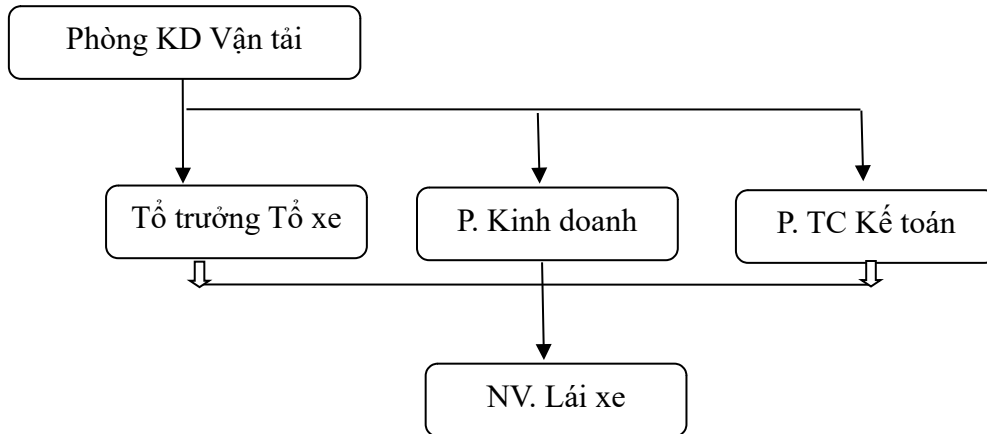 Phòng KD Vận tải
Tổ trưởng Tổ xe
P. Kinh doanh
P. TC Kế toán
NV. Lái xe